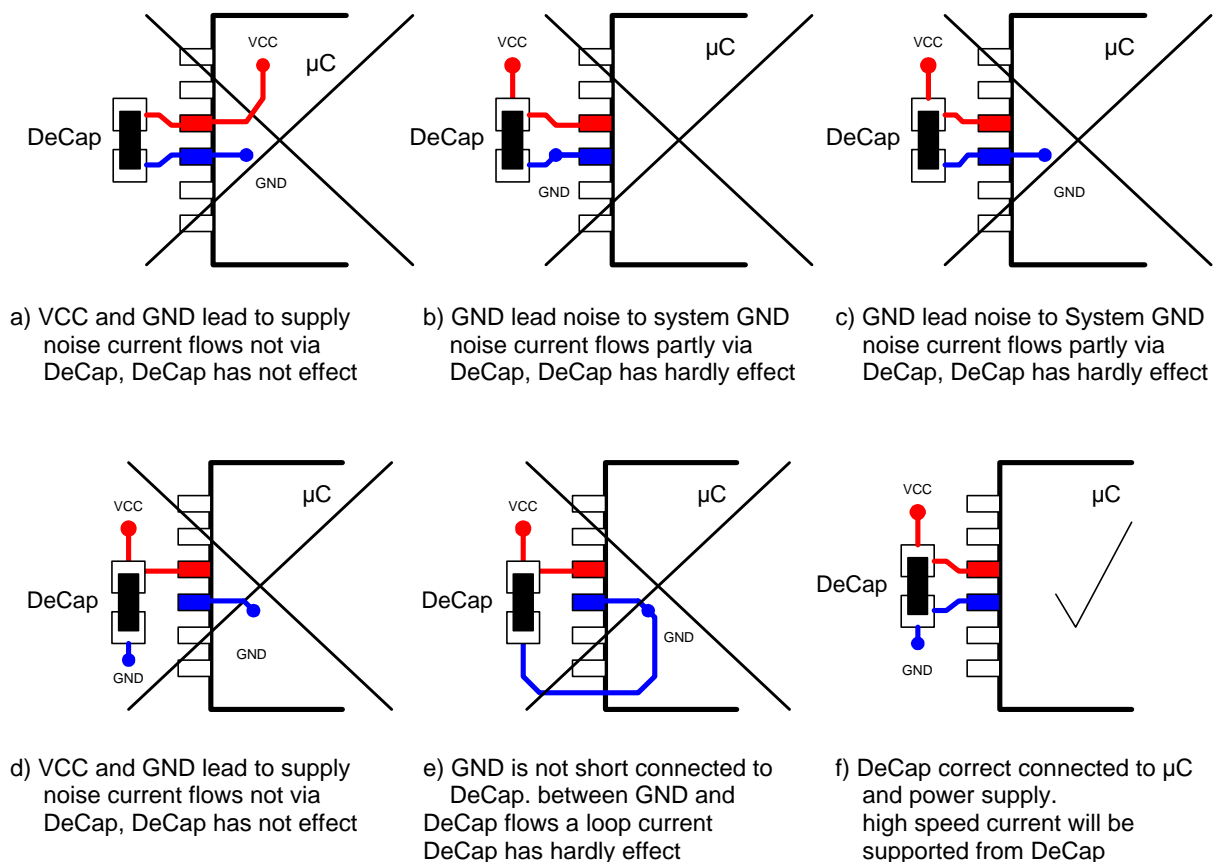 VCC
µC
DeCap
GND
VCC
µC
DeCap
GND
VCC
µC
DeCap
GND
a) VCC and GND lead to supply
noise current flows not via
DeCap, DeCap has not effect
b) GND lead noise to system GND
noise current flows partly via
DeCap, DeCap has hardly effect
c) GND lead noise to System GND
noise current flows partly via
DeCap, DeCap has hardly effect
VCC
µC
DeCap
GND
GND
VCC
µC
DeCap
GND
VCC
µC
DeCap
GND
d) VCC and GND lead to supply
noise current flows not via
DeCap, DeCap has not effect
e) GND is not short connected to
DeCap. between GND and
DeCap flows a loop current
DeCap has hardly effect
f) DeCap correct connected to µC
and power supply.
high speed current will be
supported from DeCap